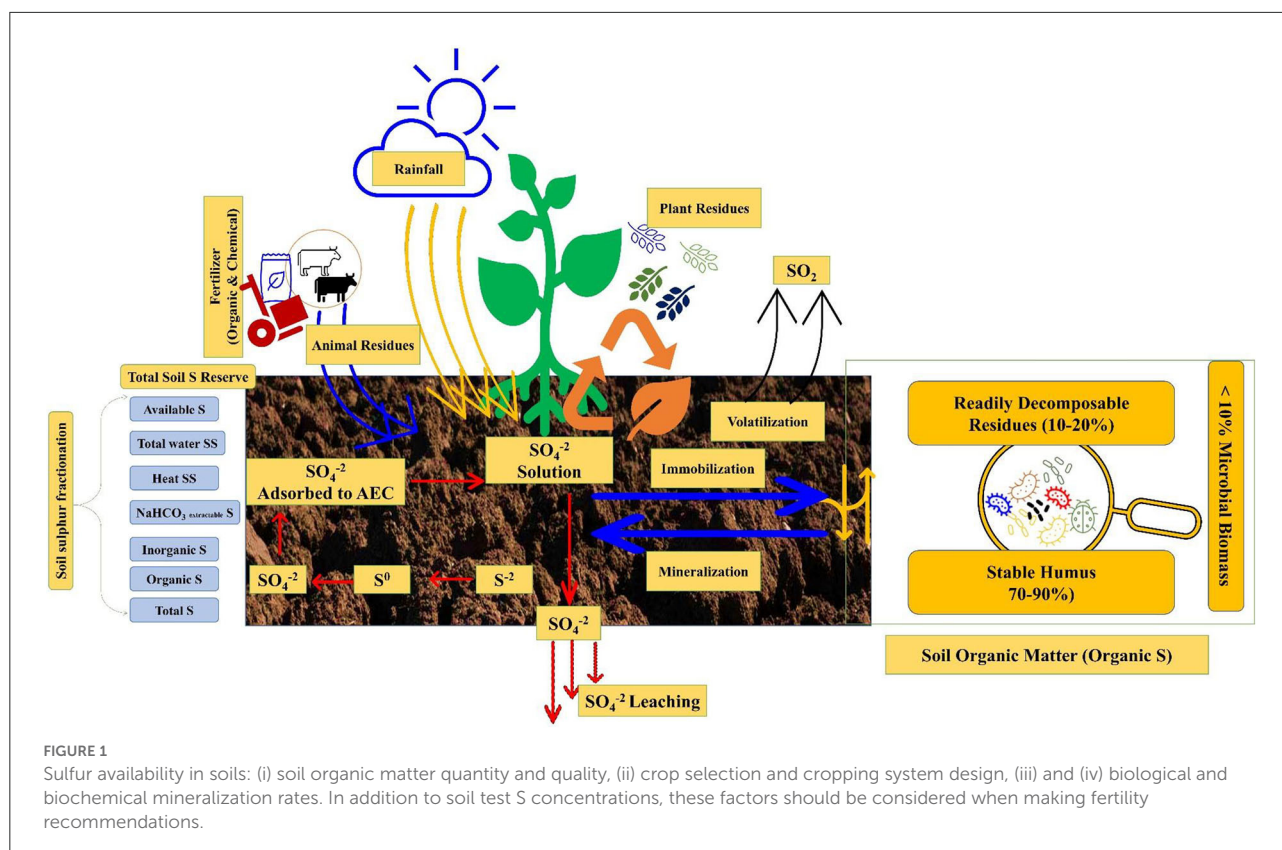 Rainfall
Plant Residues
SO₂
Fertilizer
(Organic & Chemical)
Animal Residues
Total Soil S Reserve
Soil sulphur fractionation
Available S
Total water SS
Heat SS
NaHCO₃ extractable S
Inorganic S
Organic S
Total S
SO₄⁻²
Adsorbed to AEC
SO₄⁻²
Solution
Volatilization
Immobilization
Mineralization
SO₄⁻²
S⁰
S⁻²
SO₄⁻²
SO₄⁻² Leaching
Readily Decomposable
Residues (10-20%)
Stable Humus
70-90%)
< 10% Microbial Biomass
Soil Organic Matter (Organic S)
FIGURE 1
Sulfur availability in soils: (i) soil organic matter quantity and quality, (ii) crop selection and cropping system design, (iii) and (iv) biological and
biochemical mineralization rates. In addition to soil test S concentrations, these factors should be considered when making fertility
recommendations.